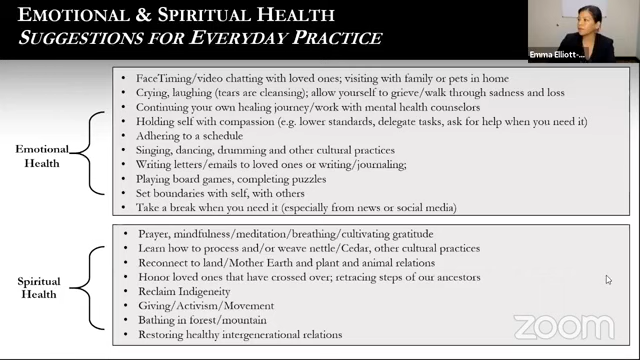 EMOTIONAL & SPIRITUAL HEALTH
SUGGESTIONS FOR EVERYDAY PRACTICE
Emma Elliott-
Emotional
Health
• FaceTiming/video chatting with loved ones; visiting with family or pets in home
• Crying, laughing (tears are cleansing); allow yourself to grieve/walk through sadness and loss
• Continuing your own healing journey/work with mental health counselors
• Holding self with compassion (e.g. lower standards, delegate tasks, ask for help when you need it)
• Adhering to a schedule
• Singing, dancing, drumming and other cultural practices
• Writing letters/emails to loved ones or writing/journaling;
• Playing board games, completing puzzles
• Set boundaries with self, with others
• Take a break when you need it (especially from news or social media)
Spiritual
Health
• Prayer, mindfulness/meditation/breathing/cultivating gratitude
• Learn how to process and/or weave nettle/Cedar, other cultural practices
• Reconnect to land/Mother Earth and plant and animal relations
• Honor loved ones that have crossed over; retracing steps of our ancestors
• Reclaim Indigeneity
• Giving/Activism/Movement
• Bathing in forest/mountain
• Restoring healthy intergenerational relations
zoom